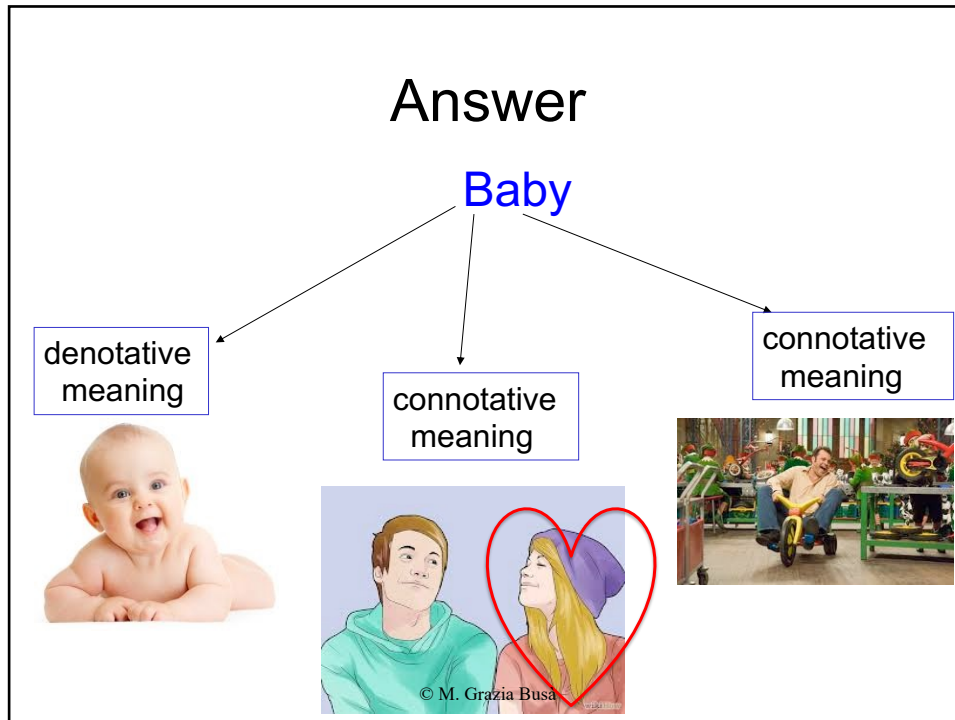 Answer
Baby
denotative
meaning
connotative
meaning
connotative
meaning
© M. Grazia Busà